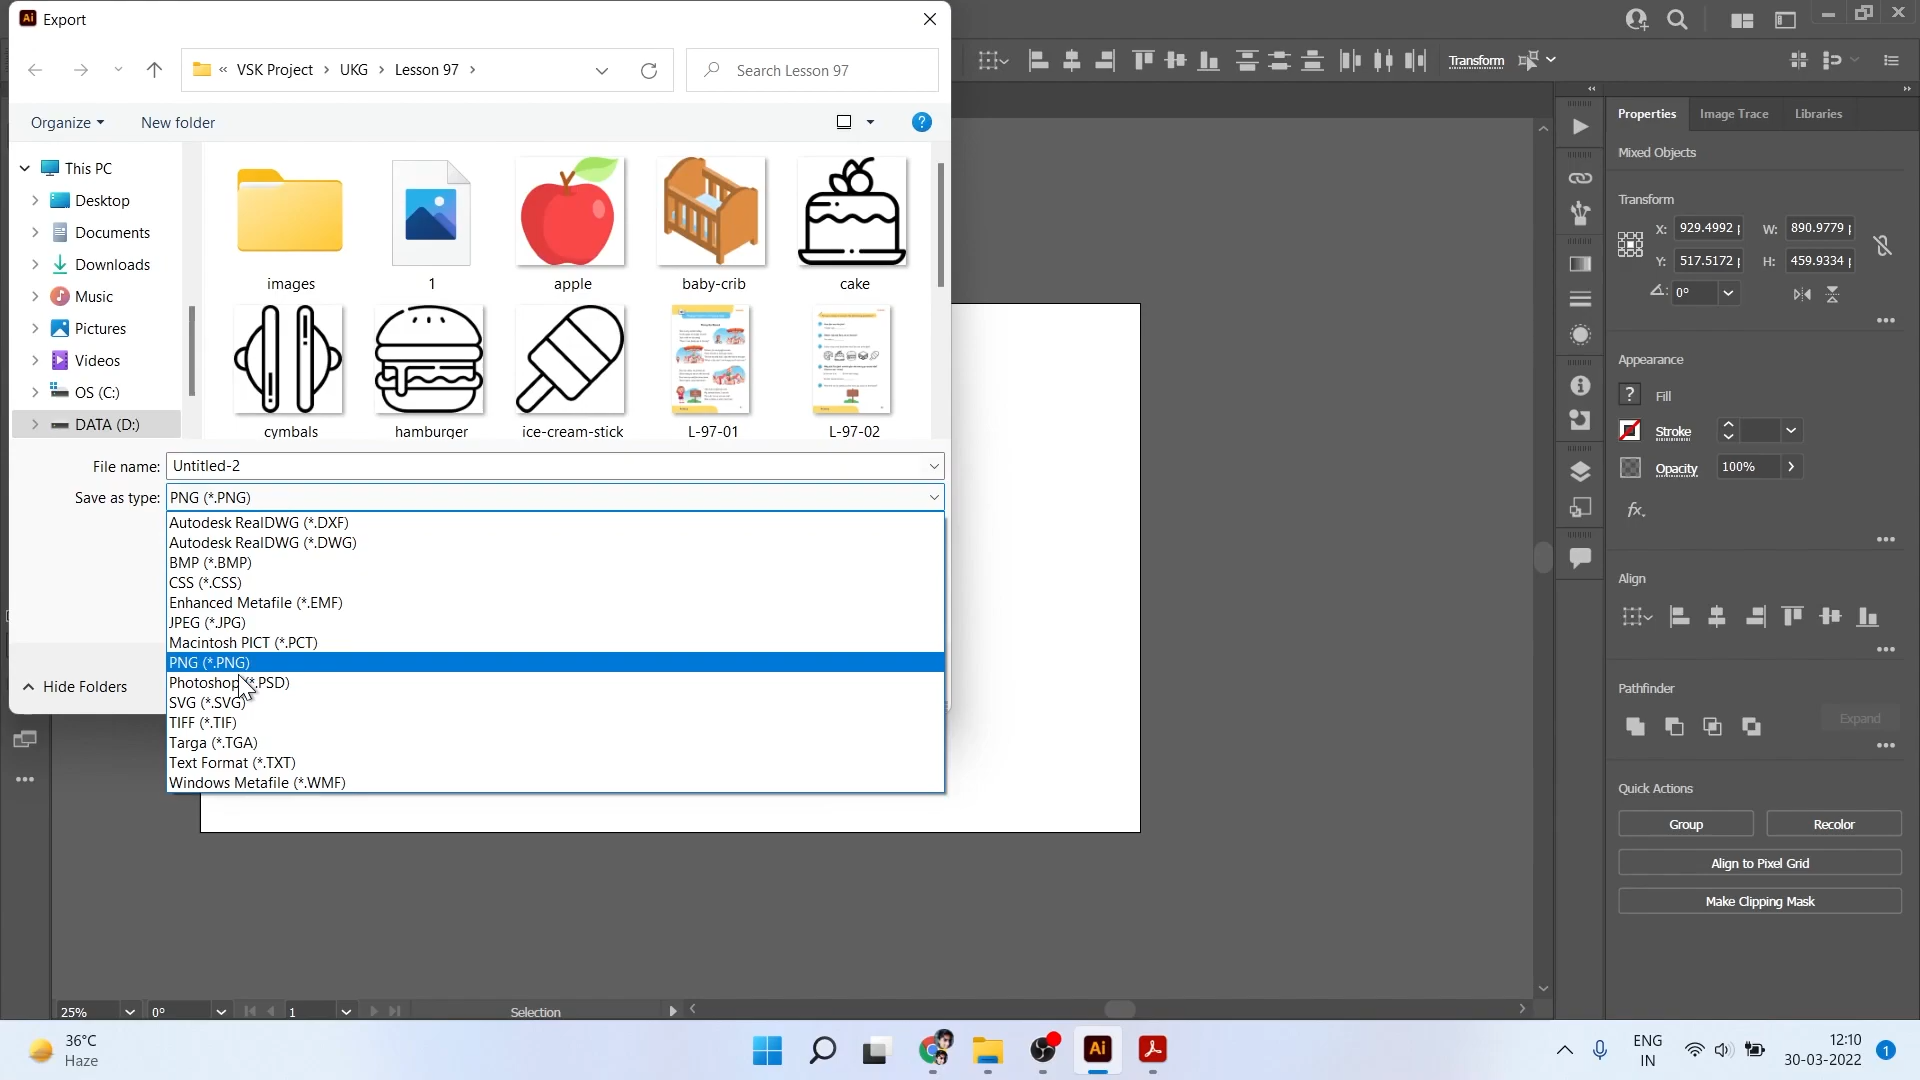 Ai Export
« VSK Project › UKG › Lesson 97 ›
Search Lesson 97
Organize
New folder
This PC
Desktop
Documents
Downloads
Music
Pictures
Videos
OS (C:)
DATA (D:)
images
1
apple
baby-crib
cake
cymbals
hamburger
ice-cream-stick
L-97-01
L-97-02
File name: Untitled-2
Save as type: PNG (*.PNG)
Autodesk RealDWG (*.DXF)
Autodesk RealDWG (*.DWG)
BMP (*.BMP)
CSS (*.CSS)
Enhanced Metafile (*.EMF)
JPEG (*.JPG)
Macintosh PICT (*.PCT)
PNG (*.PNG)
Photoshop (*.PSD)
SVG (*.SVG)
TIFF (*.TIF)
Targa (*.TGA)
Text Format (*.TXT)
Windows Metafile (*.WMF)
Hide Folders
Transform
Properties
Image Trace
Libraries
Mixed Objects
Transform
X: 929.4992 p
W: 890.9779 p
Y: 517.5172 p
H: 459.9334 p
0°
Appearance
? Fill
Stroke
Opacity 100%
fx.
Align
Pathfinder
Expand
Quick Actions
Group
Recolor
Align to Pixel Grid
Make Clipping Mask
25%
0°
1
Selection
36°C
Haze
Ai
ENG
IN
12:10
30-03-2022
1